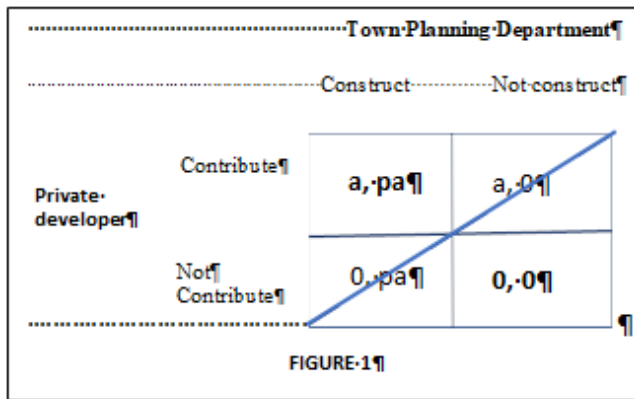 Town·Planning·Department¶
Construct Not·construct¶
Contribute¶ a,·pa¶ a,·0¶
Private·
developer¶
Not¶
Contribute¶ 0,·pa¶ 0,·0¶
¶
FIGURE·1¶